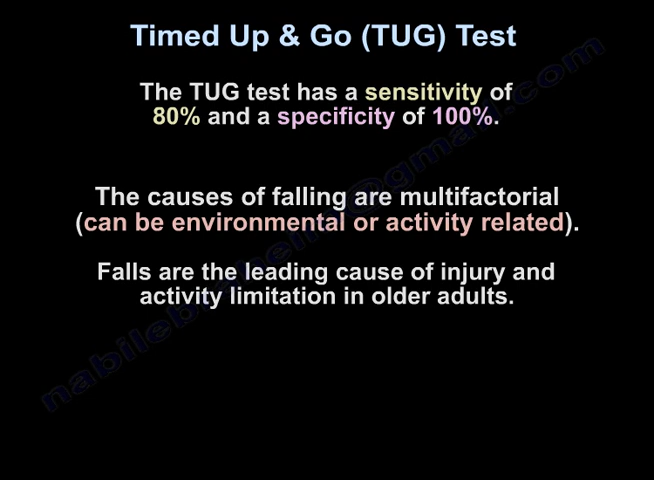 Timed Up & Go (TUG) Test
The TUG test has a sensitivity of
80% and a specificity of 100%.
The causes of falling are multifactorial
(can be environmental or activity related).
Falls are the leading cause of injury and
activity limitation in older adults.